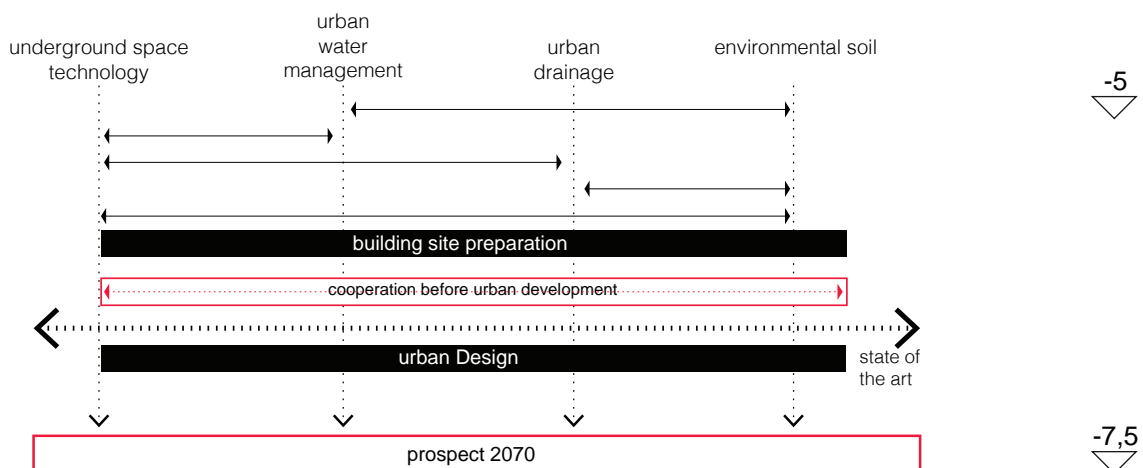 urban
water
management
underground space
technology
urban
drainage
environmental soil
-5
building site preparation
cooperation before urban development
urban Design
state of
the art
prospect 2070
-7,5